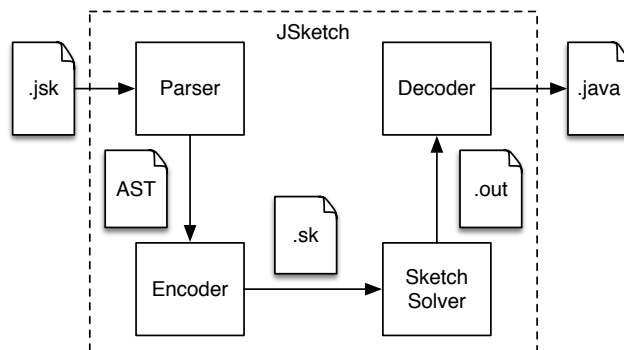 JSketch
.jsk
Parser
Decoder
.java
AST
.out
.sk
Encoder
Sketch
Solver